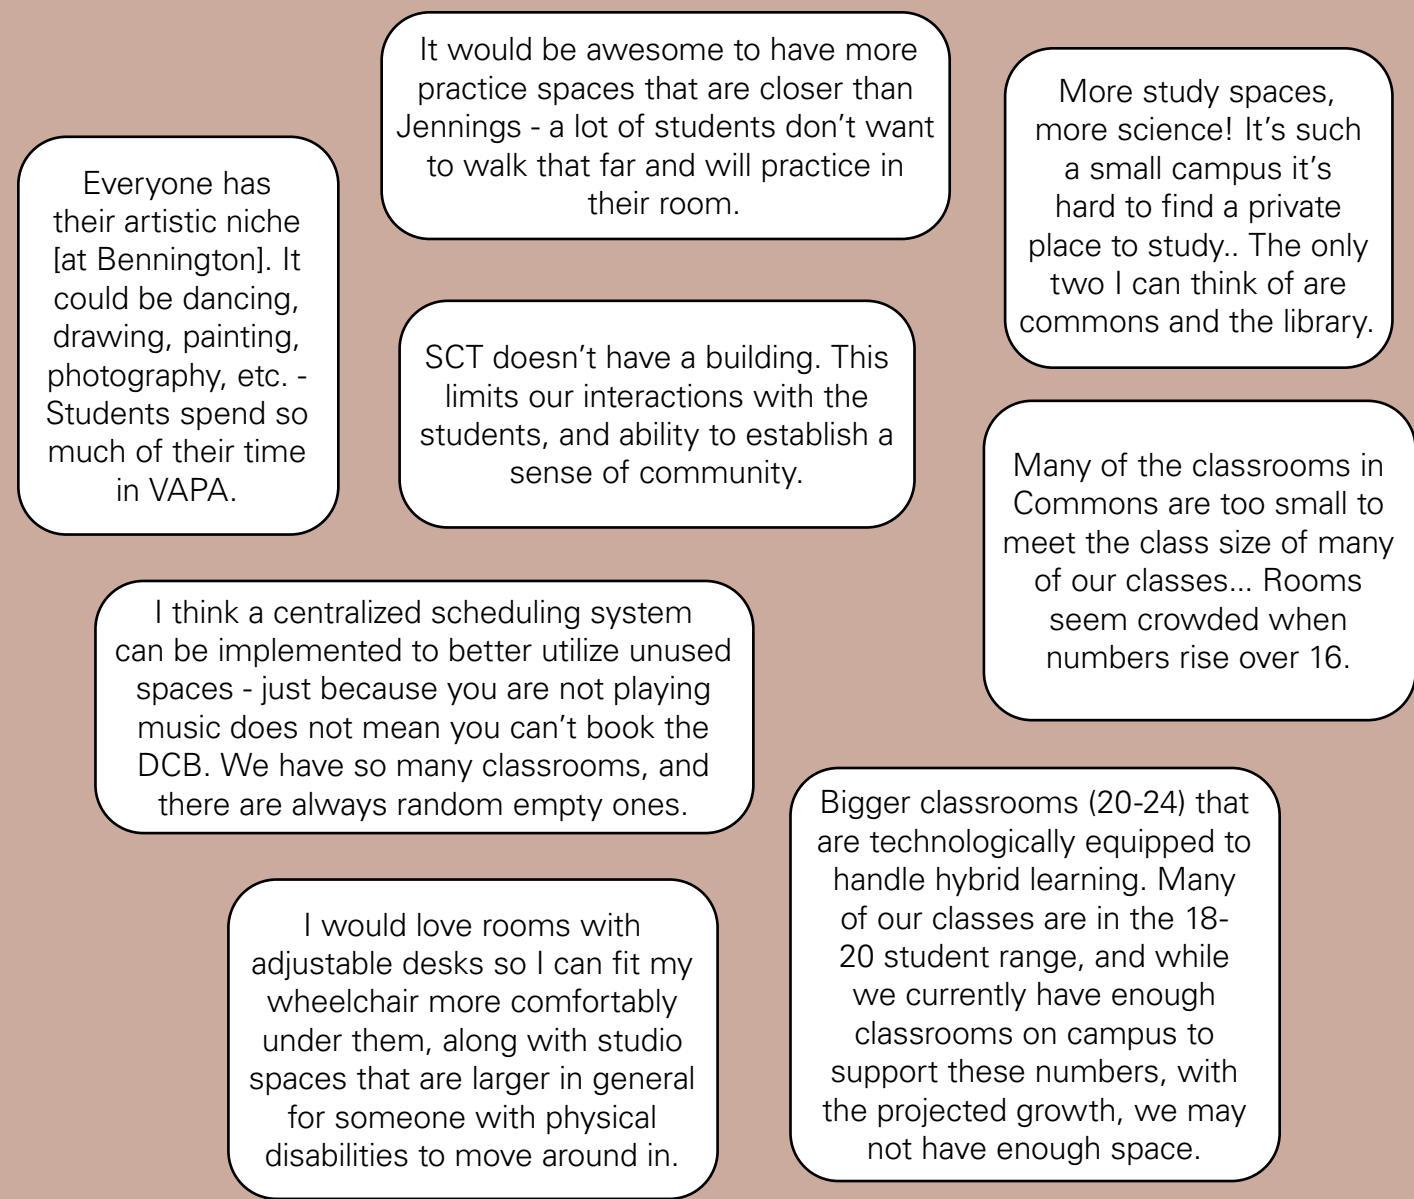 It would be awesome to have more
practice spaces that are closer than
Jennings - a lot of students don't want
to walk that far and will practice in
their room.
More study spaces,
more science! It's such
a small campus it's
hard to find a private
place to study.. The only
two I can think of are
commons and the library.
Everyone has
their artistic niche
[at Bennington]. It
could be dancing,
drawing, painting,
photography, etc. -
Students spend so
much of their time
in VAPA.
SCT doesn't have a building. This
limits our interactions with the
students, and ability to establish a
sense of community.
Many of the classrooms in
Commons are too small to
meet the class size of many
of our classes... Rooms
seem crowded when
numbers rise over 16.
I think a centralized scheduling system
can be implemented to better utilize unused
spaces - just because you are not playing
music does not mean you can't book the
DCB. We have so many classrooms, and
there are always random empty ones.
Bigger classrooms (20-24) that
are technologically equipped to
handle hybrid learning. Many
of our classes are in the 18-
20 student range, and while
we currently have enough
classrooms on campus to
support these numbers, with
the projected growth, we may
not have enough space.
I would love rooms with
adjustable desks so I can fit my
wheelchair more comfortably
under them, along with studio
spaces that are larger in general
for someone with physical
disabilities to move around in.